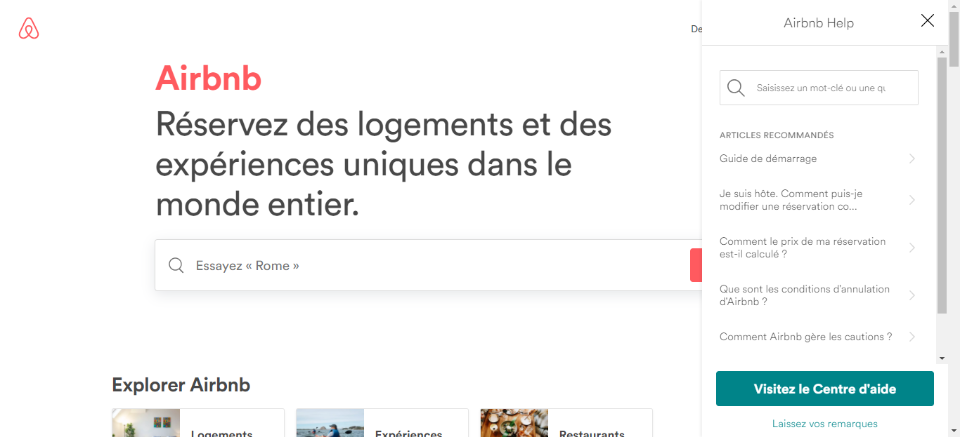 De
Airbnb Help
Airbnb
Réservez des logements et des
expériences uniques dans le
monde entier.
Essayez « Rome »
Explorer Airbnb
Logements
Expériences
Restaurants
Saisissez un mot-clé ou une qu
ARTICLES RECOMMANDÉS
Guide de démarrage
Je suis hôte. Comment puis-je
modifier une réservation co...
Comment le prix de ma réservation
est-il calculé ?
Que sont les conditions d'annulation
d'Airbnb ?
Comment Airbnb gère les cautions ?
Visitez le Centre d'aide
Laissez vos remarques